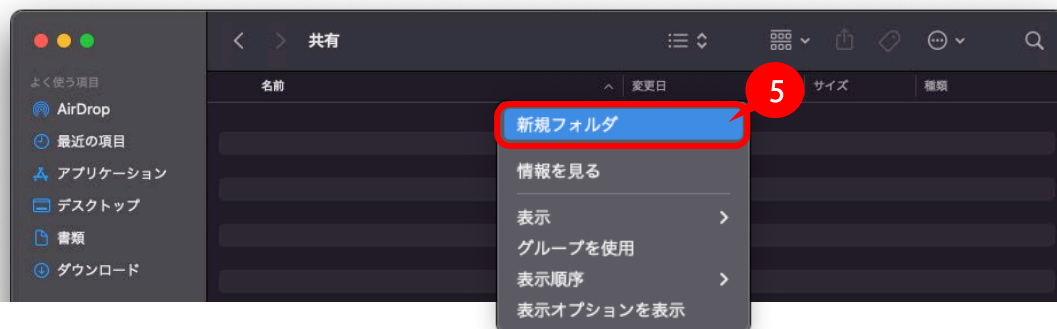 共有
よく使う項目
AirDrop
最近の項目
アプリケーション
デスクトップ
書類
ダウンロード
名前 変更日 サイズ 種類
5
新規フォルダ
情報を見る
表示
グループを使用
表示順序
表示オプションを表示